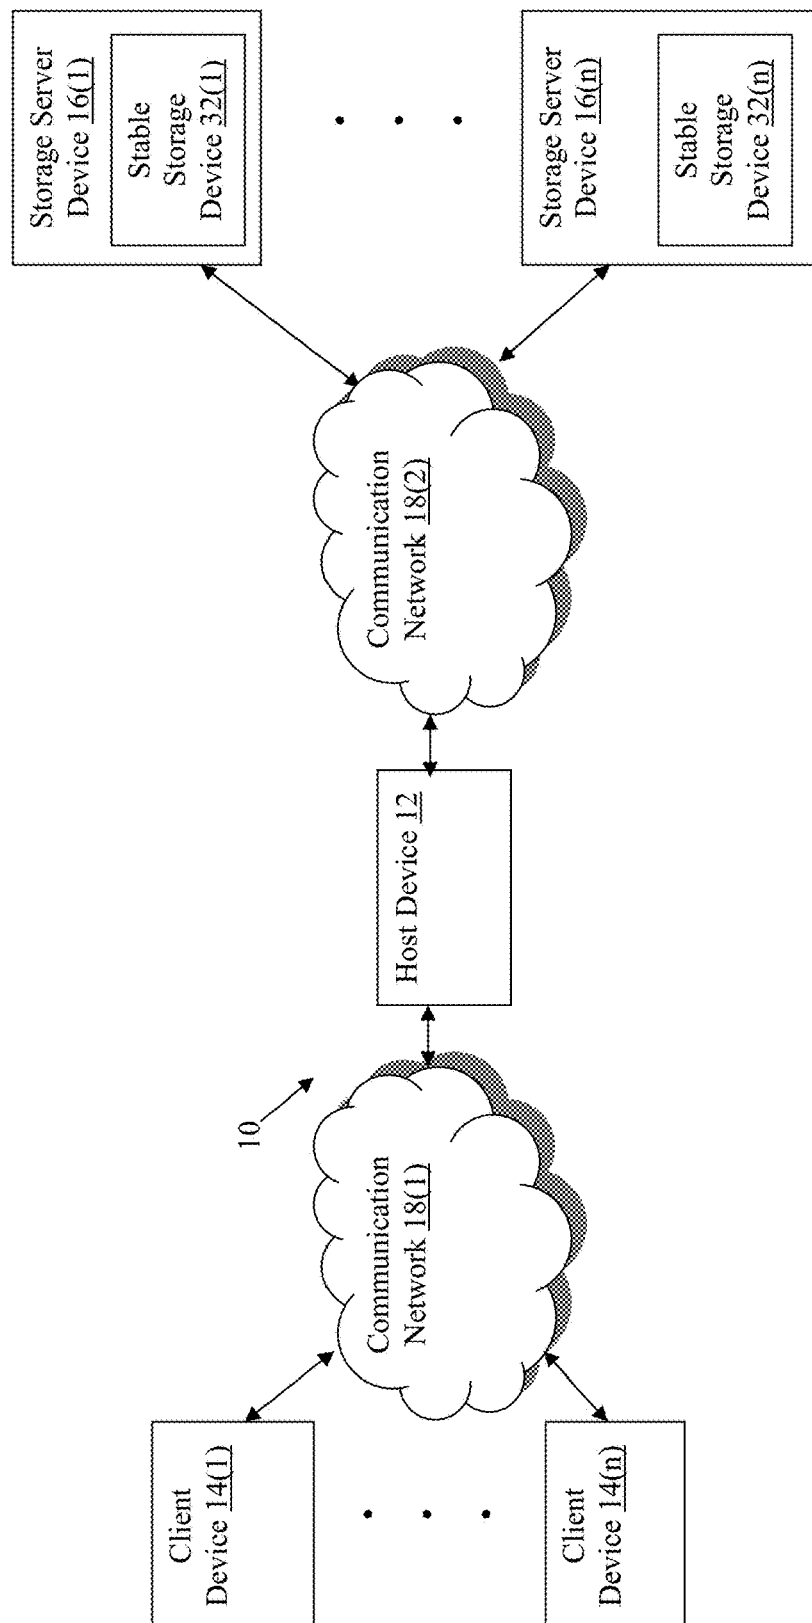 Client
Device 14(1)
Client
Device 14(n)
10
Communication
Network 18(1)
Host Device 12
Communication
Network 18(2)
Storage Server
Device 16(1)
Stable
Storage
Device 32(1)
Storage Server
Device 16(n)
Stable
Storage
Device 32(n)